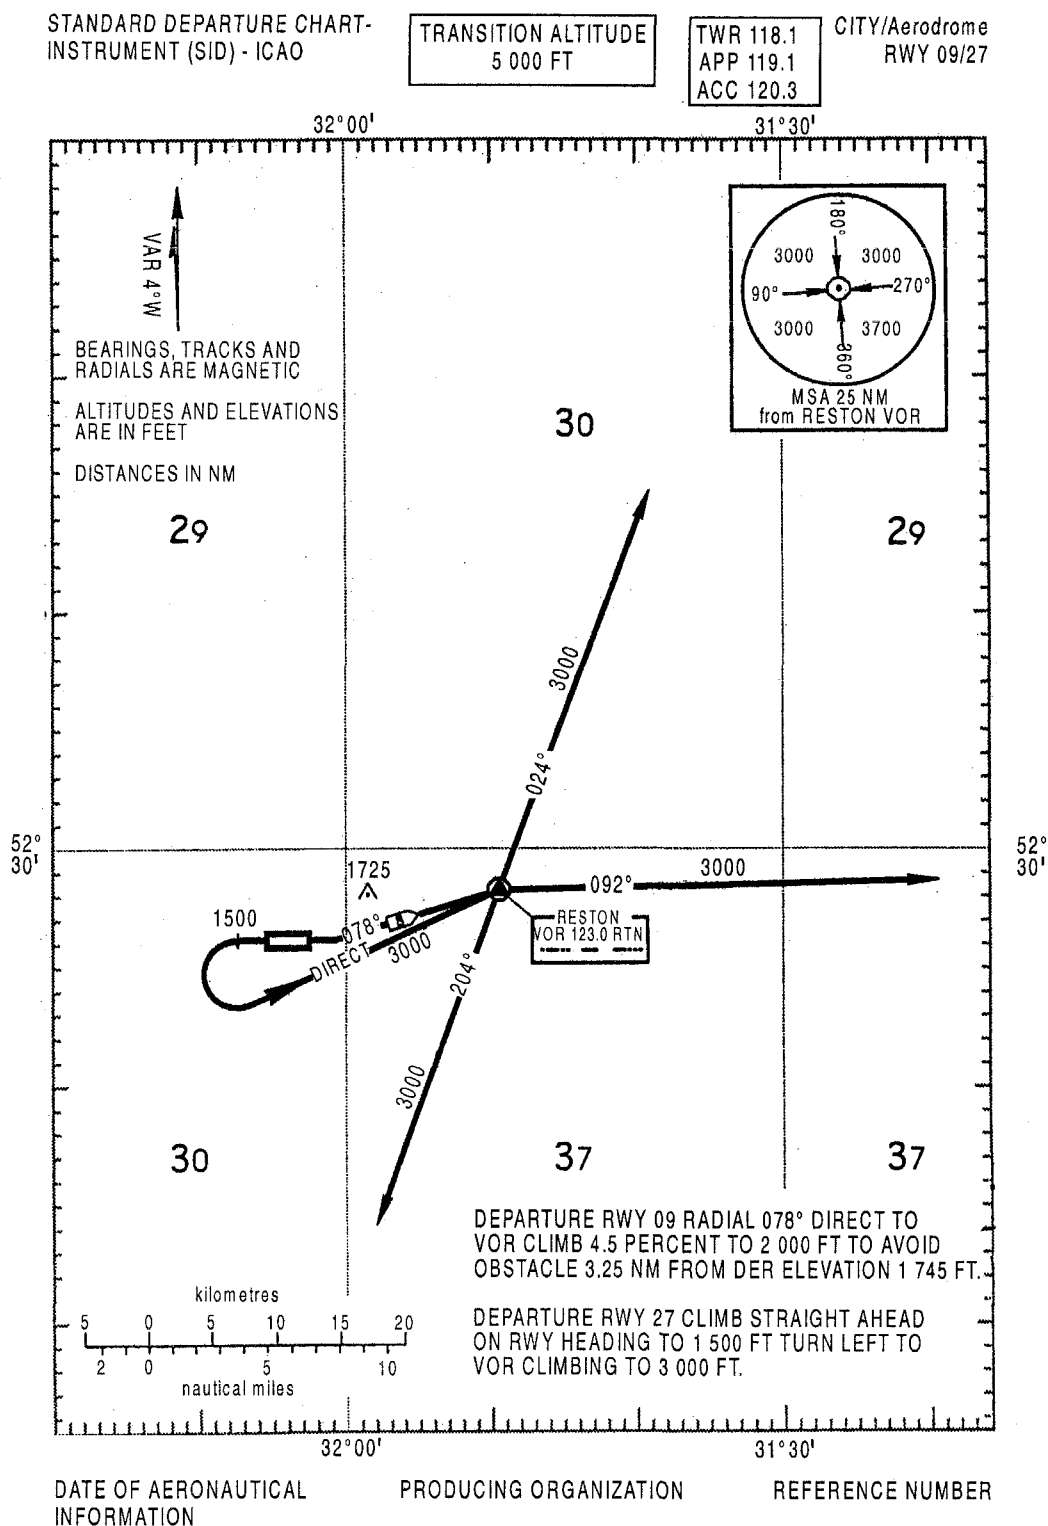 STANDARD DEPARTURE CHART-
INSTRUMENT (SID) - ICAO
TRANSITION ALTITUDE
5 000 FT
TWR 118.1
APP 119.1
ACC 120.3
CITY/Aerodrome
RWY 09/27
32°00'
31°30'
VAR 4°W
BEARINGS, TRACKS AND
RADIALS ARE MAGNETIC
ALTITUDES AND ELEVATIONS
ARE IN FEET
DISTANCES IN NM
180°
3000
3000
90°
270°
3000
3700
360°
MSA 25 NM
from RESTON VOR
30
29
29
3000
024°
52°
30'
52°
30'
1725
3000
092°
1500
078°
RESTON
VOR 123.0 RTN
DIRECT
3000
204°
3000
30
37
37
DEPARTURE RWY 09 RADIAL 078° DIRECT TO
VOR CLIMB 4.5 PERCENT TO 2 000 FT TO AVOID
OBSTACLE 3.25 NM FROM DER ELEVATION 1 745 FT.
DEPARTURE RWY 27 CLIMB STRAIGHT AHEAD
ON RWY HEADING TO 1 500 FT TURN LEFT TO
VOR CLIMBING TO 3 000 FT.
kilometres
5 0 5 10 15 20
2 0 5 10
nautical miles
32°00'
31°30'
DATE OF AERONAUTICAL
INFORMATION
PRODUCING ORGANIZATION
REFERENCE NUMBER